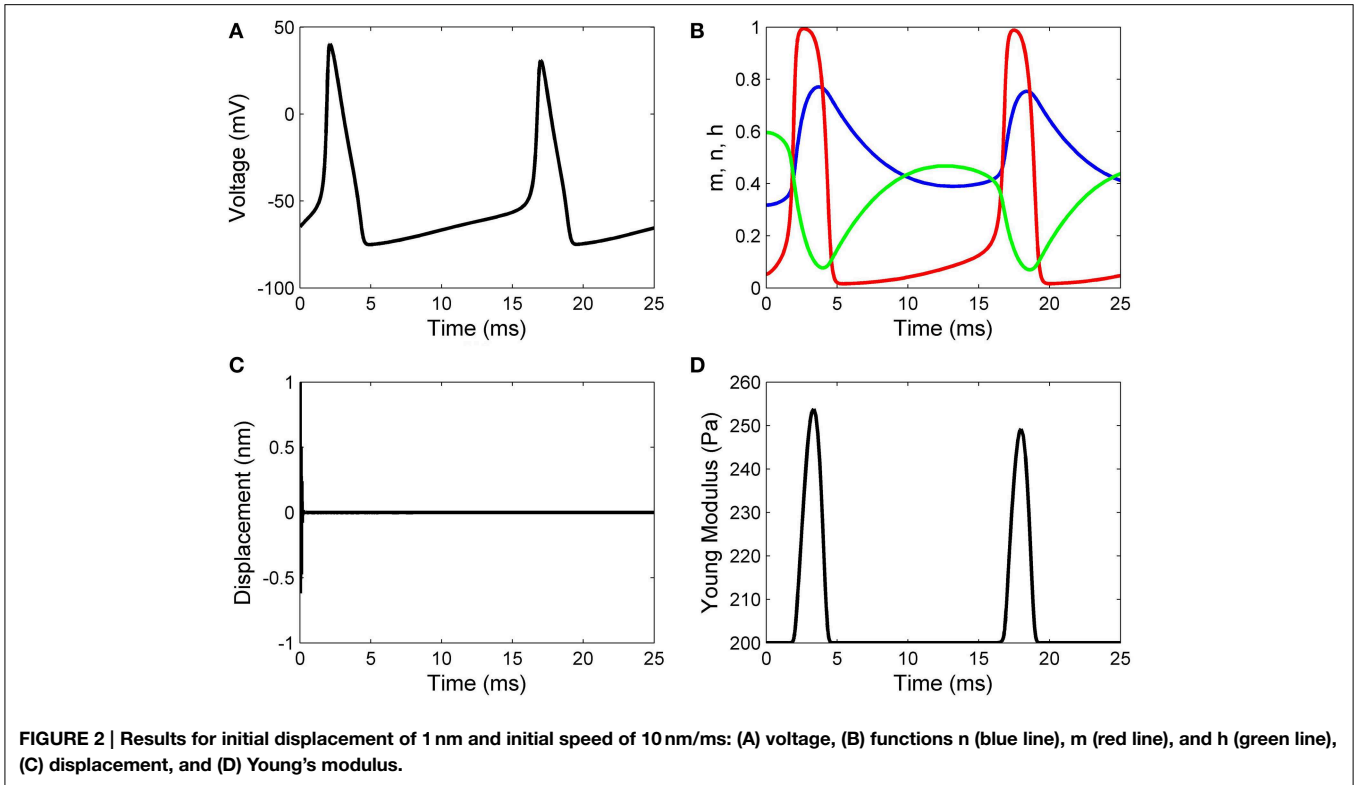 A
Voltage (mV)
50
0
-50
-100
0 5 10 15 20 25
Time (ms)
B
m, n, h
1
0.8
0.6
0.4
0.2
0
0 5 10 15 20 25
Time (ms)
C
Displacement (nm)
1
0.5
0
-0.5
-1
0 5 10 15 20 25
Time (ms)
D
Young Modulus (Pa)
260
250
240
230
220
210
200
0 5 10 15 20 25
Time (ms)
FIGURE 2 | Results for initial displacement of 1 nm and initial speed of 10 nm/ms: (A) voltage, (B) functions n (blue line), m (red line), and h (green line),
(C) displacement, and (D) Young's modulus.